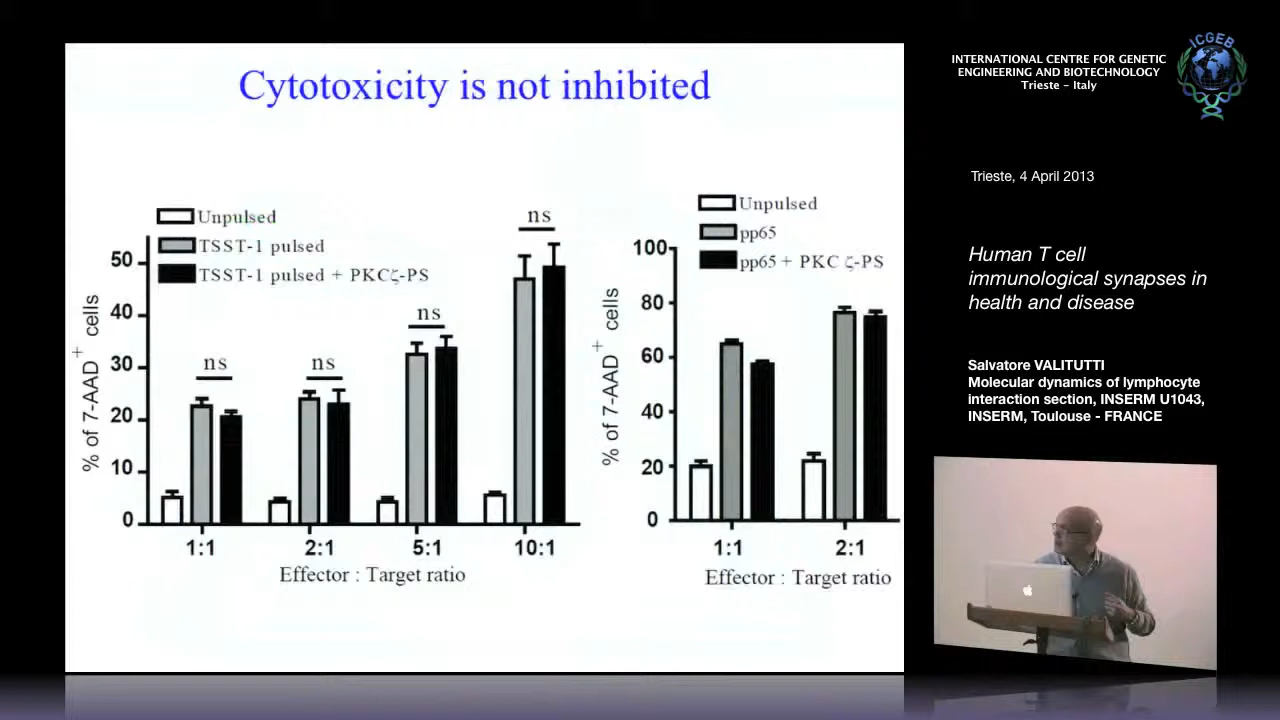 Cytotoxicity is not inhibited
Unpulsed
TSST-1 pulsed
TSST-1 pulsed + PKCζ-PS
% of 7-AAD+ cells
50
40
30
20
10
0
ns
ns
ns
ns
1:1
2:1
5:1
10:1
Effector : Target ratio
Unpulsed
pp65
pp65 + PKC ζ-PS
% of 7-AAD+ cells
100
80
60
40
20
0
1:1
2:1
Effector : Target ratio
ICGEB
INTERNATIONAL CENTRE FOR GENETIC
ENGINEERING AND BIOTECHNOLOGY
Trieste - Italy
Trieste, 4 April 2013
Human T cell
immunological synapses in
health and disease
Salvatore VALITUTTI
Molecular dynamics of lymphocyte
interaction section, INSERM U1043,
INSERM, Toulouse - FRANCE